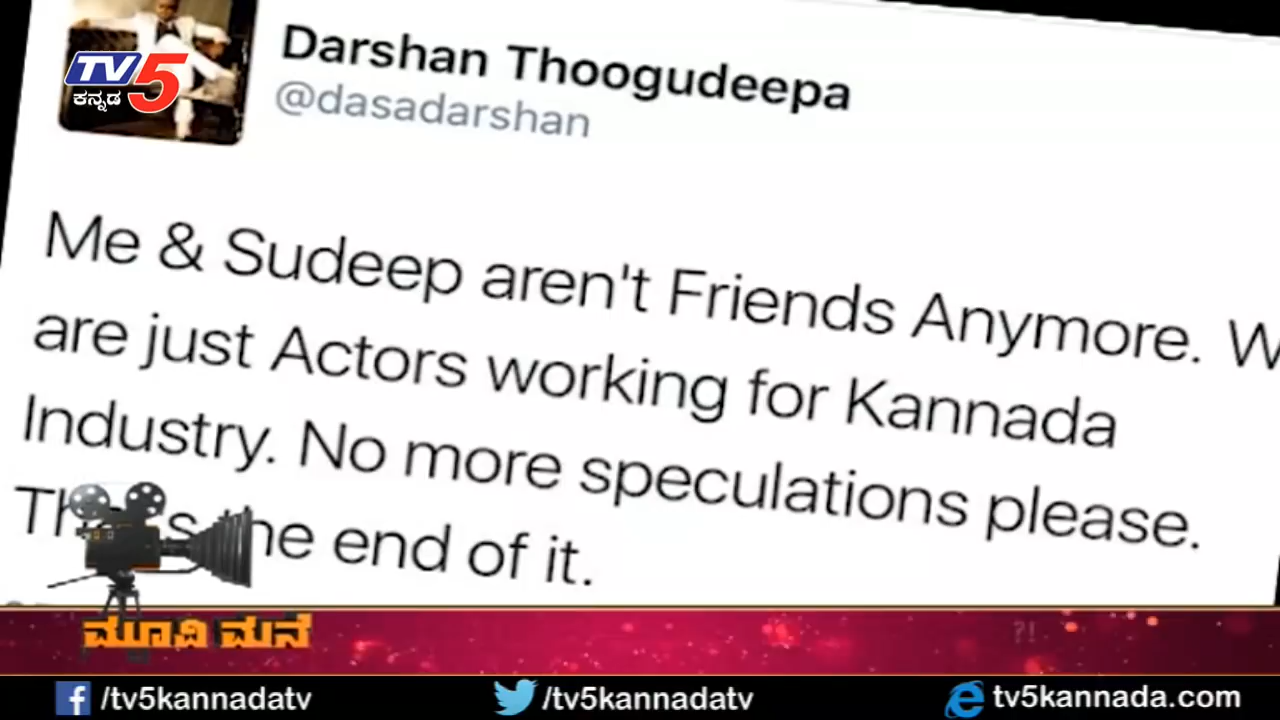 TV5
ಕನ್ನಡ
Darshan Thoogudeepa
@dasadarshan
Me & Sudeep aren't Friends Anymore. W
are just Actors working for Kannada
Industry. No more speculations please.
the end of it.
ಮೂವಿ ಮನೆ
?!
/tv5kannadatv
/tv5kannadatv
tv5kannada.com